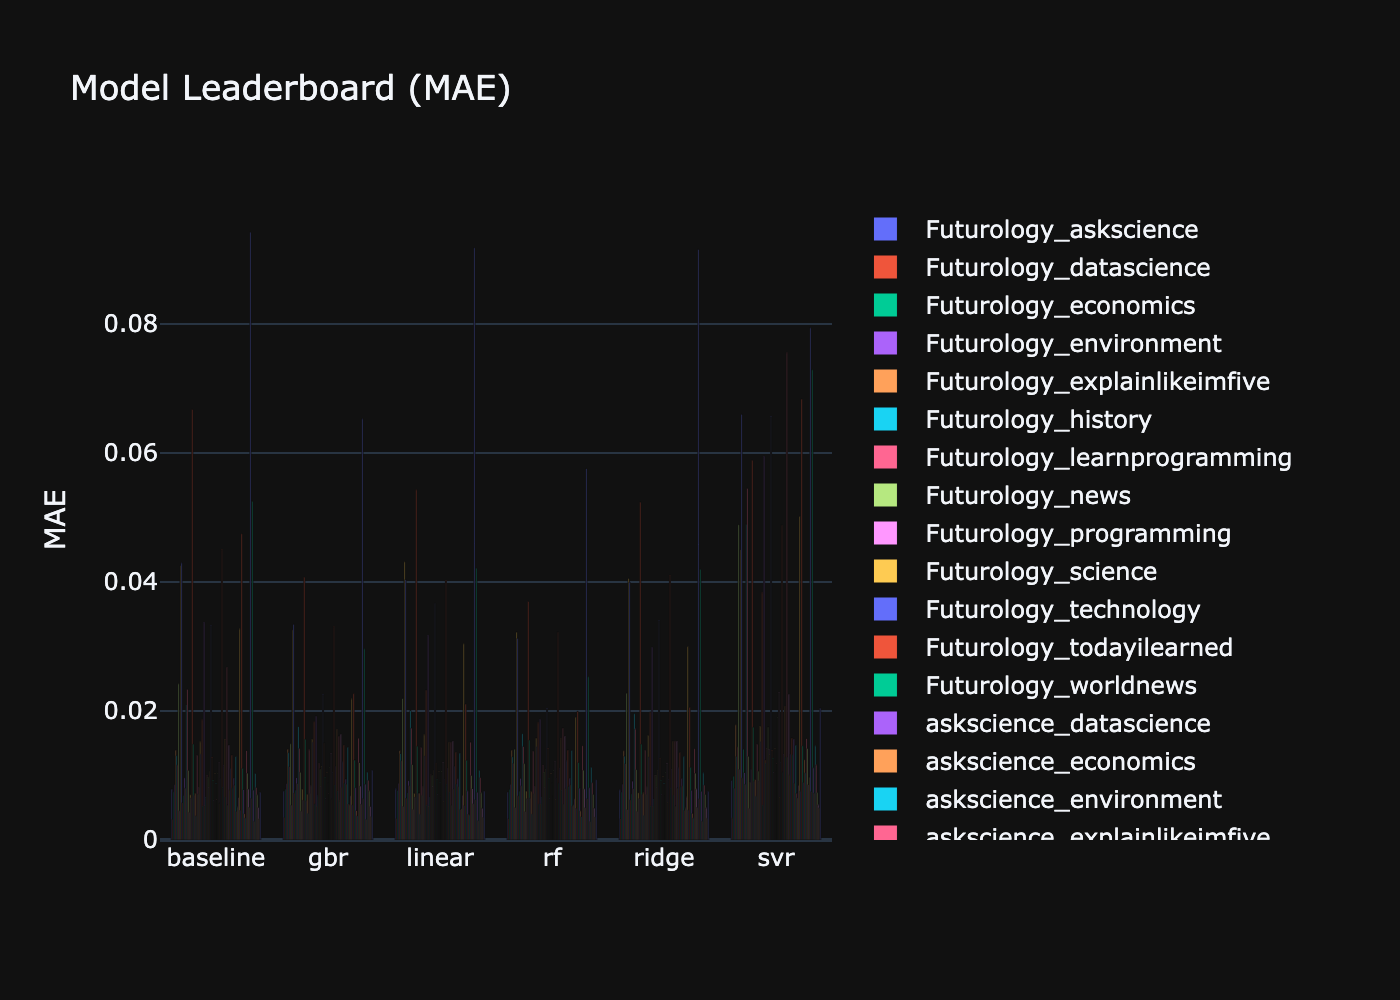 Model Leaderboard (MAE)
MAE
0.08
0.06
0.04
0.02
0
baseline
gbr
linear
rf
ridge
svr
Futurology_askscience
Futurology_datascience
Futurology_economics
Futurology_environment
Futurology_explainlikeimfive
Futurology_history
Futurology_learnprogramming
Futurology_news
Futurology_programming
Futurology_science
Futurology_technology
Futurology_todayilearned
Futurology_worldnews
askscience_datascience
askscience_economics
askscience_environment
askscience_explainlikeimfive